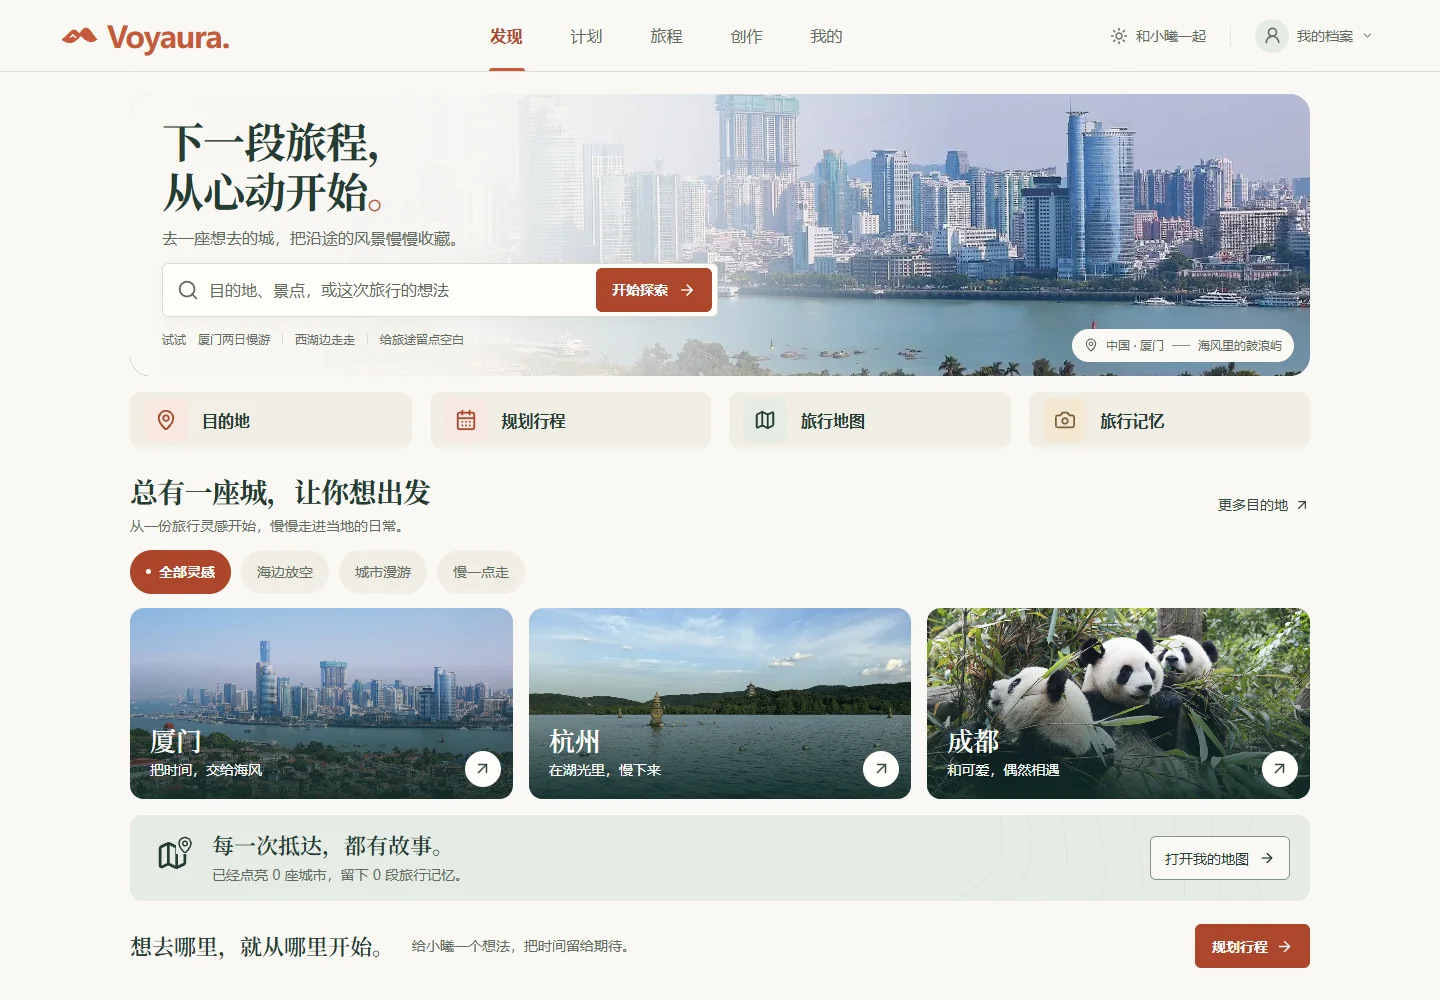 Voyaura.
发现
计划
旅程
创作
我的
和小曦一起
我的档案
下一段旅程,
从心动开始。
去一座想去的城，把沿途的风景慢慢收藏。
目的地、景点，或这次旅行的想法
开始探索
试试
厦门两日慢游
西湖边走走
给旅途留点空白
中国 · 厦门 —— 海风里的鼓浪屿
目的地
规划行程
旅行地图
旅行记忆
总有一座城，让你想出发
更多目的地
从一份旅行灵感开始，慢慢走进当地的日常。
全部灵感
海边放空
城市漫游
慢一点走
厦门
把时间，交给海风
杭州
在湖光里，慢下来
成都
和可爱，偶然相遇
每一次抵达，都有故事。
已经点亮 0 座城市，留下 0 段旅行记忆。
打开我的地图
想去哪里，就从哪里开始。
给小曦一个想法，把时间留给期待。
规划行程